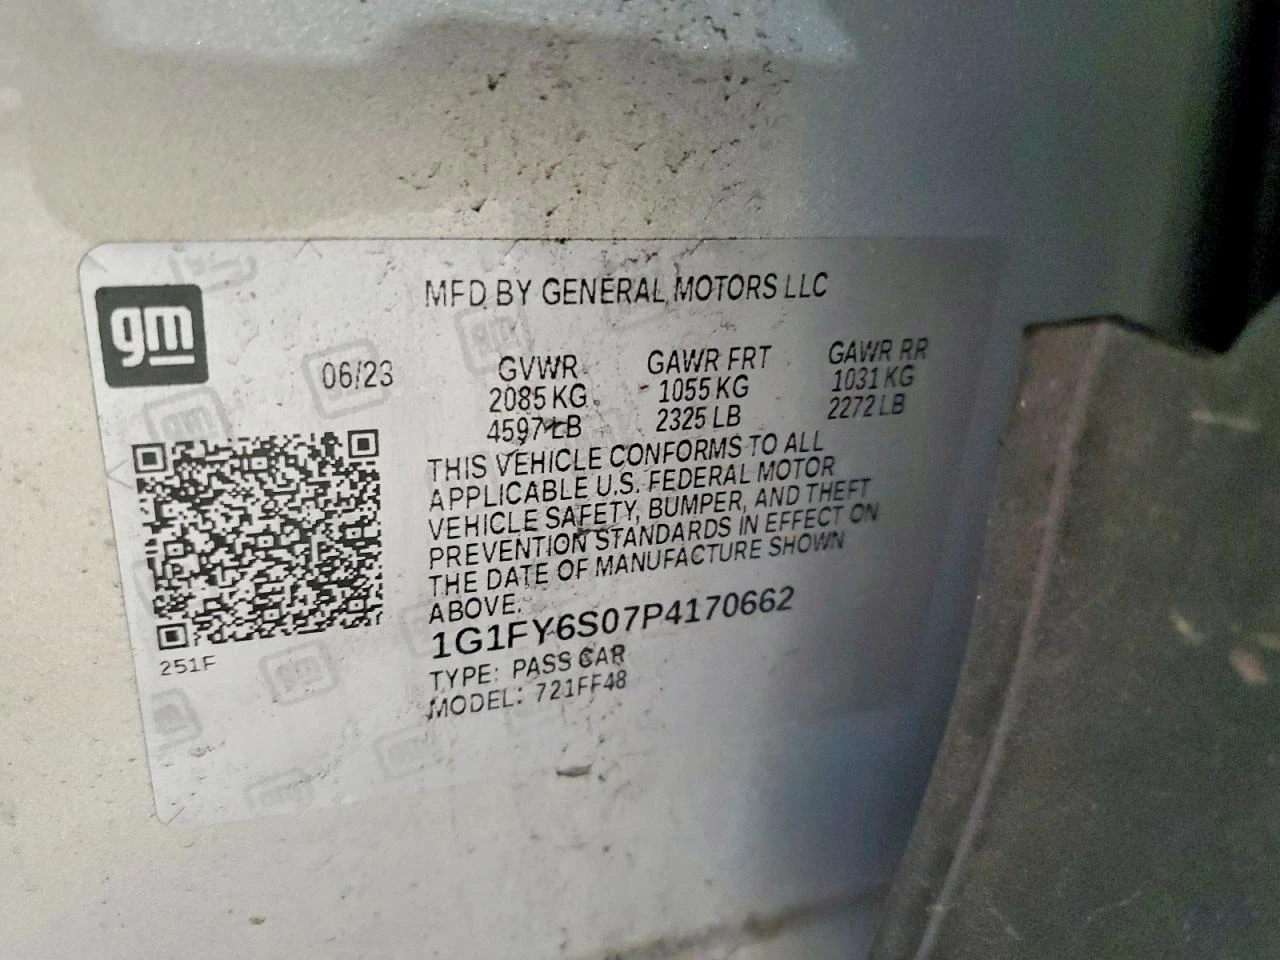 gm
MFD BY GENERAL MOTORS LLC
06/23 GVWR GAWR FRT GAWR RR
2085 KG 1055 KG 1031 KG
4597 LB 2325 LB 2272 LB
THIS VEHICLE CONFORMS TO ALL
APPLICABLE U.S. FEDERAL MOTOR
VEHICLE SAFETY, BUMPER, AND THEFT
PREVENTION STANDARDS IN EFFECT ON
THE DATE OF MANUFACTURE SHOWN
ABOVE.
1G1FY6S07P4170662
TYPE: PASS CAR
MODEL: 721FF48
251F